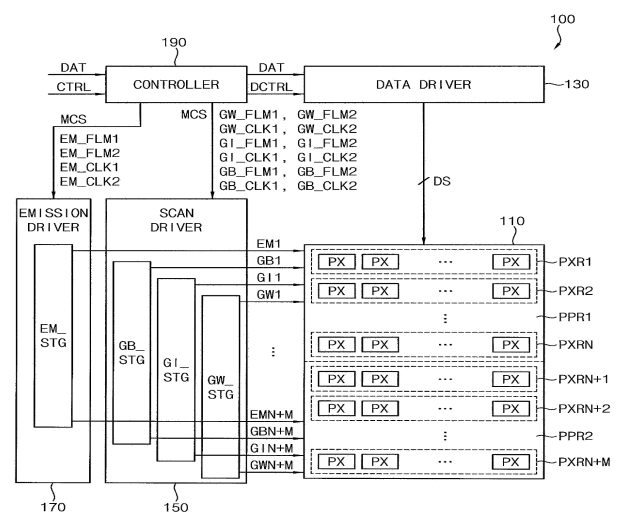 100
190
DAT
CTRL
CONTROLLER
DAT
DCTRL
DATA DRIVER
130
MCS
EM_FLM1
EM_FLM2
EM_CLK1
EM_CLK2
MCS
GW_FLM1, GW_FLM2
GW_CLK1, GW_CLK2
GI_FLM1, GI_FLM2
GI_CLK1, GI_CLK2
GB_FLM1, GB_FLM2
GB_CLK1, GB_CLK2
DS
EMISSION
DRIVER
SCAN
DRIVER
110
EM1
GB1
GI1
GW1
EM_
STG
GB_
STG
GI_
STG
GW_
STG
⋮
EMN+M
GBN+M
GIN+M
GWN+M
PX PX ··· PX PXR1
PX PX ··· PX PXR2
⋮ PPR1
PX PX ··· PX PXRN
PX PX ··· PX PXRN+1
PX PX ··· PX PXRN+2
⋮ PPR2
PX PX ··· PX PXRN+M
170
150